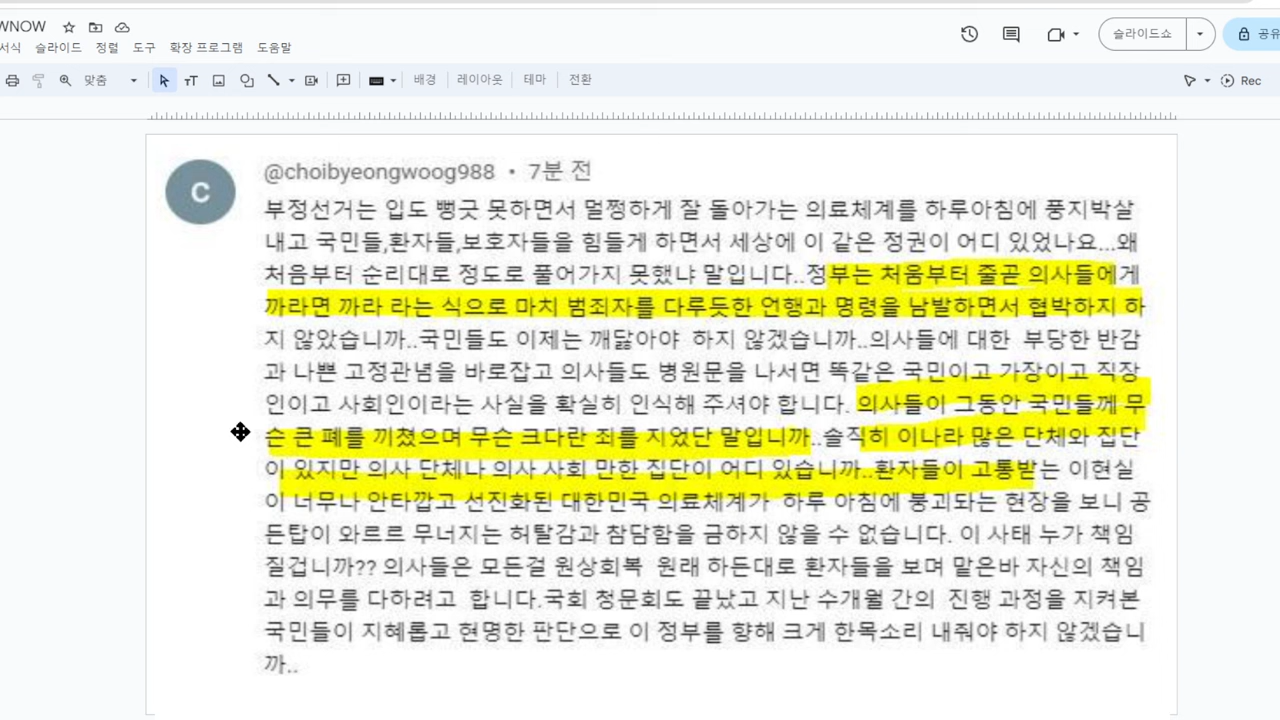 WNOW
서식 슬라이드 정렬 도구 확장 프로그램 도움말
슬라이드쇼
공유
맞춤
배경 레이아웃 테마 전환
Rec
C
@choibyeongwoog988 • 7분 전
부정선거는 입도 뻥긋 못하면서 멀쩡하게 잘 돌아가는 의료체계를 하루아침에 풍지박살
내고 국민들,환자들,보호자들을 힘들게 하면서 세상에 이 같은 정권이 어디 있었나요...왜
처음부터 순리대로 정도로 풀어가지 못했냐 말입니다..정부는 처움부터 줄곧 의사들에게
까라면 까라 라는 식으로 마치 범죄자를 다루듯한 언행과 명령을 남발하면서 협박하지 하
지 않았습니까..국민들도 이제는 깨닳아야 하지 않겠습니까..의사들에 대한 부당한 반감
과 나쁜 고정관념을 바로잡고 의사들도 병원문을 나서면 똑같은 국민이고 가장이고 직장
인이고 사회인이라는 사실을 확실히 인식해 주셔야 합니다. 의사들이 그동안 국민들께 무
슨 큰 폐를 끼쳤으며 무슨 크다란 죄를 지었단 말입니까..솔직히 이나라 많은 단체와 집단
이 있지만 의사 단체나 의사 사회 만한 집단이 어디 있습니까..환자들이 고통받는 이현실
이 너무나 안타깝고 선진화된 대한민국 의료체계가 하루 아침에 붕괴돠는 현장을 보니 공
든탑이 와르르 무너지는 허탈감과 참담함을 금하지 않을 수 없습니다. 이 사태 누가 책임
질겁니까?? 의사들은 모든걸 원상회복 원래 하든대로 환자들을 보며 맡은바 자신의 책임
과 의무를 다하려고 합니다.국회 청문회도 끝났고 지난 수개월 간의 진행 과정을 지켜본
국민들이 지혜롭고 현명한 판단으로 이 정부를 향해 크게 한목소리 내줘야 하지 않겠습니
까..